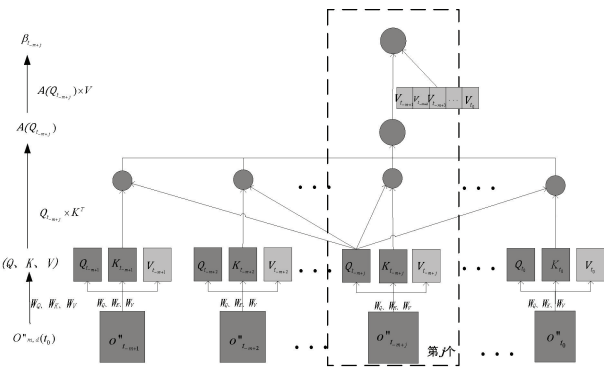 β_{t_-m+j}
A(Q_{t_-m+j})×V
V_{t_-m+1} V_{t_-m+2} ... V_{t_0}
A(Q_{t_-m+j})
...
...
Q_{t_-m+j}×K^T
(Q、K、V)
Q_{t_-m+1} K_{t_-m+1} V_{t_-m+1} Q_{t_-m+2} K_{t_-m+2} V_{t_-m+2} ... Q_{t_-m+j} K_{t_-m+j} V_{t_-m+j} ... Q_{t_0} K_{t_0} V_{t_0}
W_Q、W_K、W_V W_Q、W_K、W_V W_Q、W_K、W_V W_Q、W_K、W_V W_Q、W_K、W_V
O''_{m,d}(t_0) o''_{t_-m+1} o''_{t_-m+2} ... o''_{t_-m+j} ... o''_{t_0}
第j个